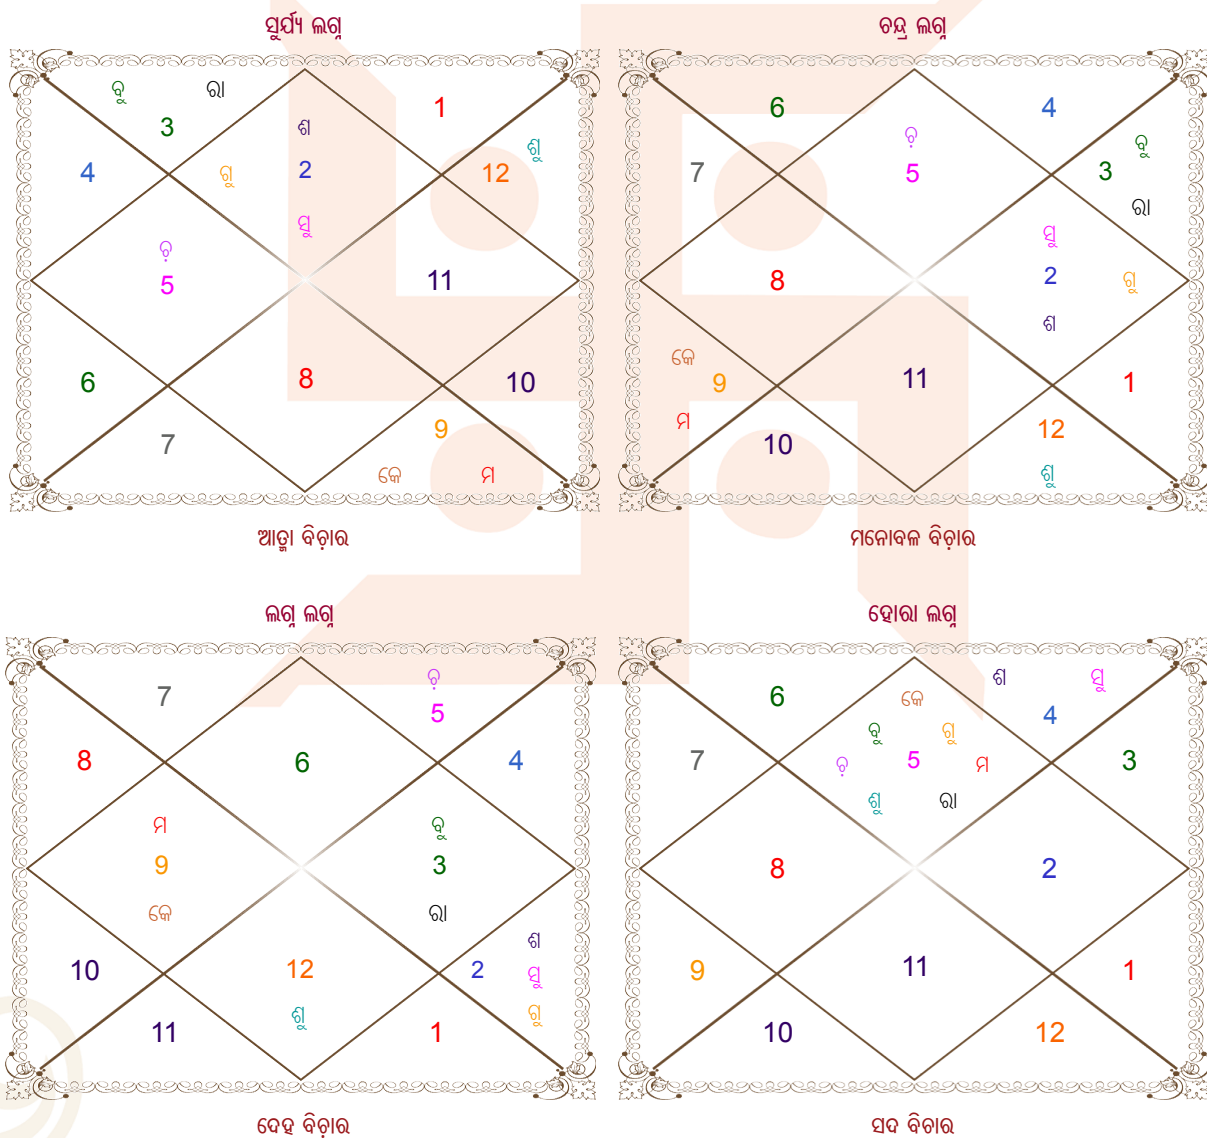 ସୂର୍ଯ୍ୟ ଲଗ୍ନ
ବୁ ରା
3
1
ଶ
ଶୁ
4
ଗୁ
2
12
ସୁ
ଚ଼
5
11
6
8
10
7
9
କେ ମ
ଆତ୍ମା ବିଚ଼ାର
ଚନ୍ଦ୍ର ଲଗ୍ନ
6
4
ଚ଼
ବୁ
7
5
3
ରା
ସୁ
8
2
ଗୁ
ଶ
କେ
9
11
1
ମ
10
12
ଶୁ
ମନୋବଳ ବିଚ଼ାର
ଲଗ୍ନ ଲଗ୍ନ
7
ଚ଼
5
8
6
4
ମ
ବୁ
9
3
କେ
ରା
ଶ
10
12
2
ସୁ
ଶୁ
ଗୁ
11
1
ଦେହ ବିଚ଼ାର
ହୋରା ଲଗ୍ନ
6
ଶ ସୁ
କେ
4
ବୁ ଗୁ
7
ଚ଼ 5 ମ
3
ଶୁ ରା
8
2
9
11
1
10
12
ସଦ ବିଚାର